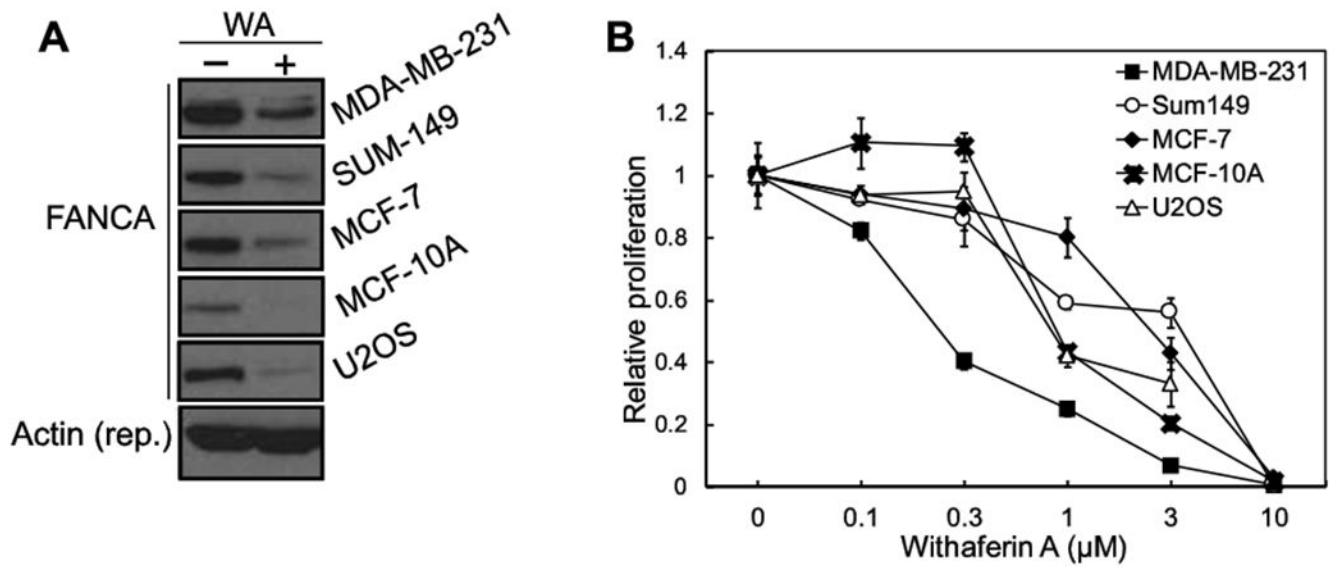 A
WA
− +
FANCA
MDA-MB-231
SUM-149
MCF-7
MCF-10A
U2OS
Actin (rep.)
B
1.4
1.2
1
0.8
0.6
0.4
0.2
0
Relative proliferation
MDA-MB-231
Sum149
MCF-7
MCF-10A
U2OS
0 0.1 0.3 1 3 10
Withaferin A (µM)